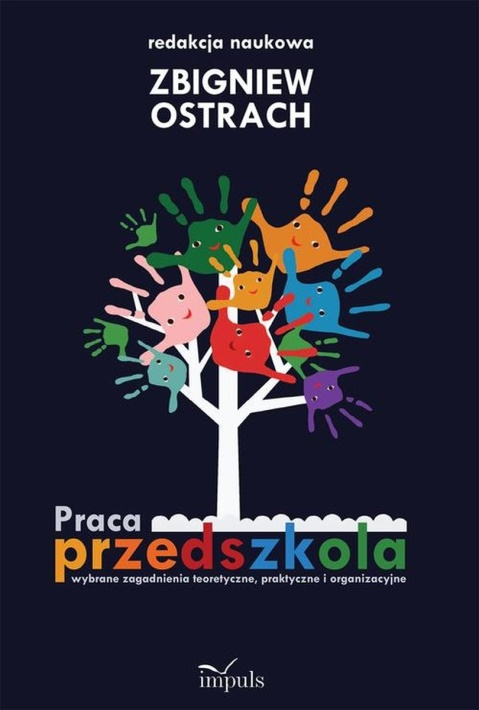 redakcja naukowa
ZBIGNIEW
OSTRACH
Praca
przedszkola
wybrane zagadnienia teoretyczne, praktyczne i organizacyjne
impuls